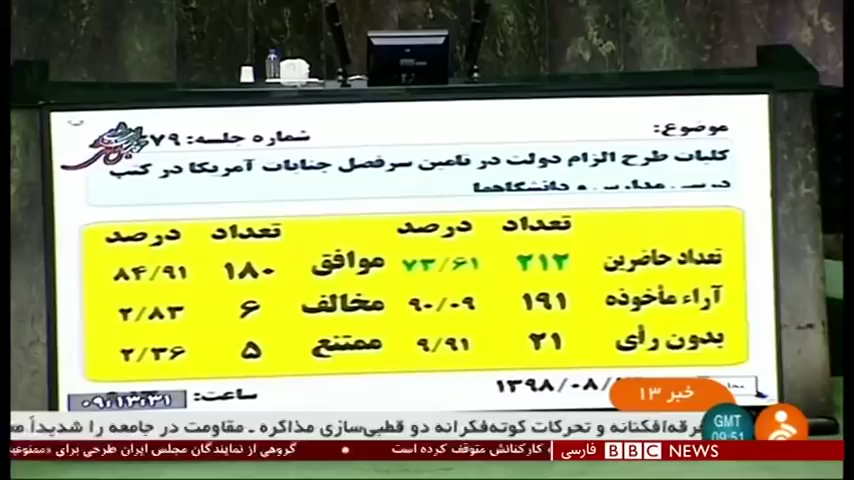 موضوع:
شماره جلسه: ۷۹
کلیات طرح الزام دولت در تامین سرفصل جنایات آمریکا در کتب
درسی مدارس و دانشگاهها
تعداد درصد تعداد درصد
تعداد حاضرین ۲۱۲ ۷۳/۶۱ موافق ۱۸۰ ۸۴/۹۱
آراء مأخوذه ۱۹۱ ۹۰/۰۹ مخالف ۶ ۲/۸۳
بدون رأی ۲۱ ۹/۹۱ ممتنع ۵ ۲/۳۶
۱۳۹۸/۰۸/
ساعت: ۰۹:۱۳:۳۱
خبر ۱۳
افکنانه و تحرکات کوته‌فکرانه دو قطبی‌سازی مذاکره ـ مقاومت در جامعه را شدیداً
GMT
09:51
BBC NEWS فارسی
کارکنانش متوقف کرده است • گروهی از نمایندگان مجلس ایران طرحی برای